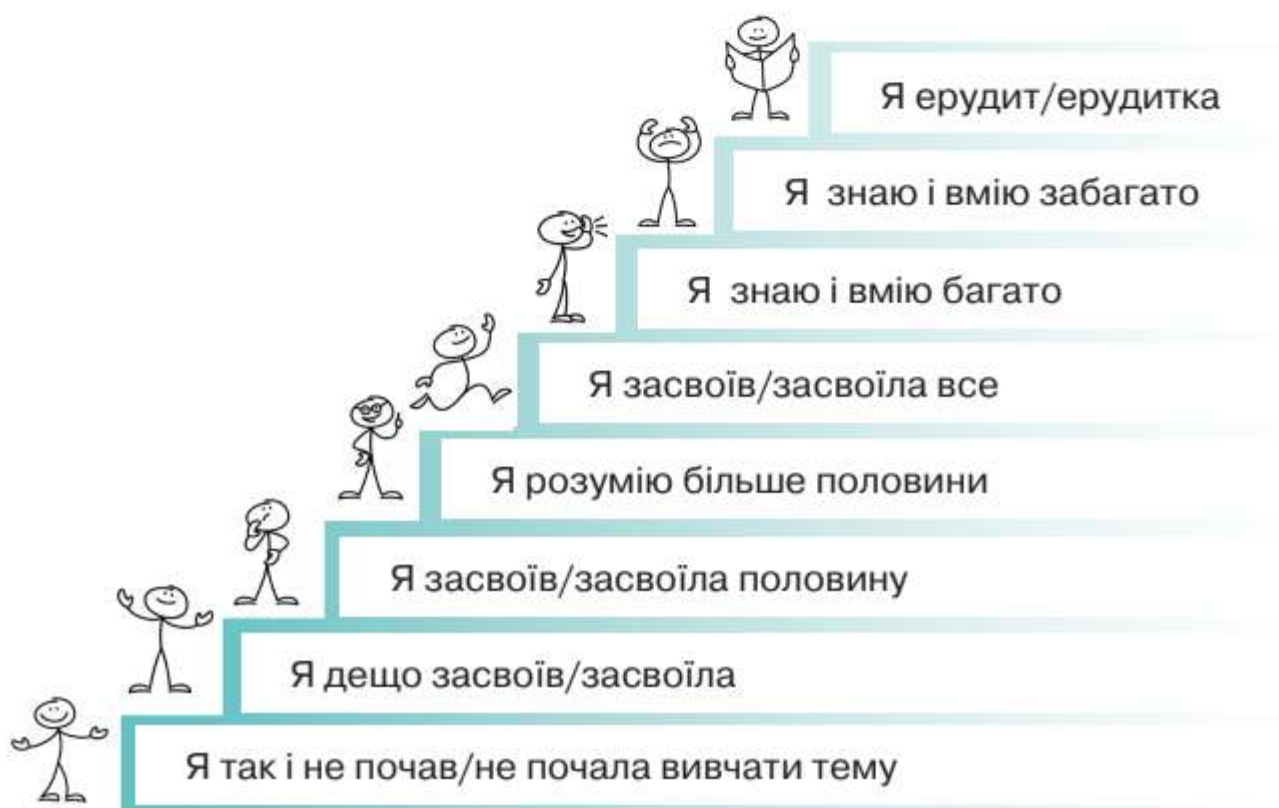 Я ерудит/ерудитка
Я знаю і вмію забагато
Я знаю і вмію багато
Я засвоїв/засвоїла все
Я розумію більше половини
Я засвоїв/засвоїла половину
Я дещо засвоїв/засвоїла
Я так і не почав/не почала вивчати тему